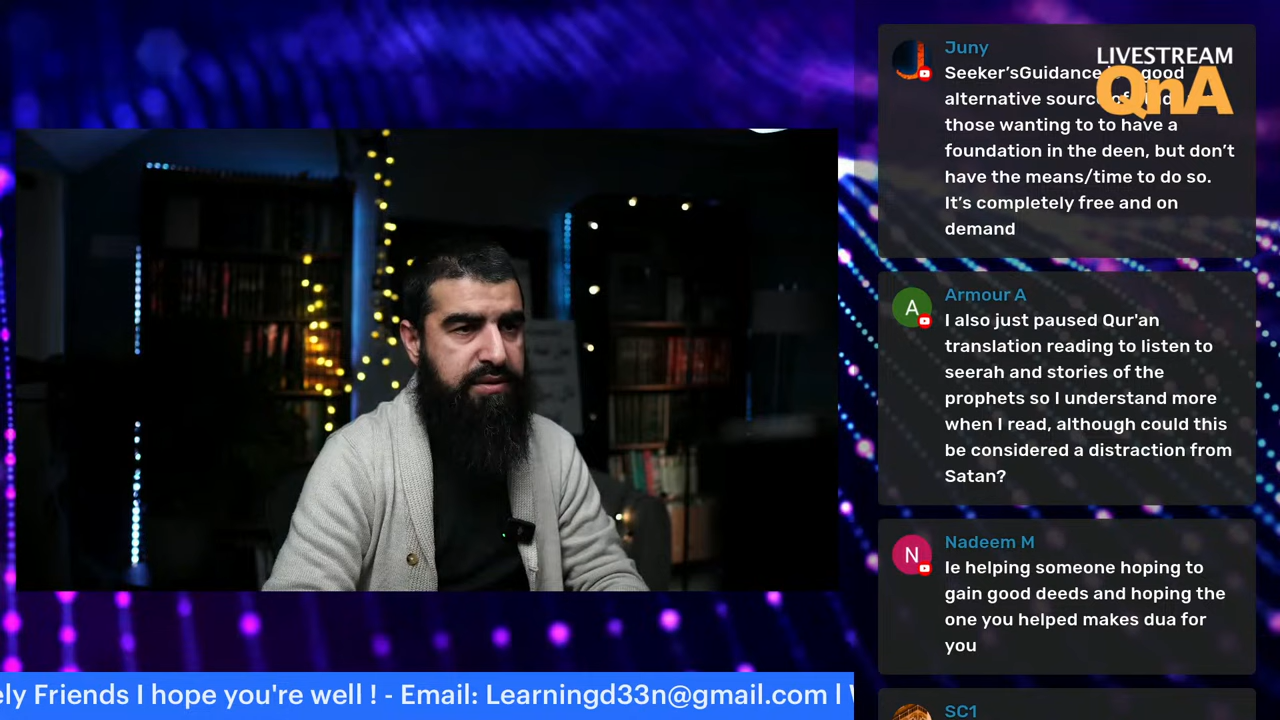 Juny
Seeker'sGuidance good
alternative source of
those wanting to to have a
foundation in the deen, but don't
have the means/time to do so.
It's completely free and on
demand
LIVESTREAM
QnA
A
Armour A
I also just paused Qur'an
translation reading to listen to
seerah and stories of the
prophets so I understand more
when I read, although could this
be considered a distraction from
Satan?
N
Nadeem M
Ie helping someone hoping to
gain good deeds and hoping the
one you helped makes dua for
you
SC1
ely Friends I hope you're well ! - Email: Learningd33n@gmail.com l